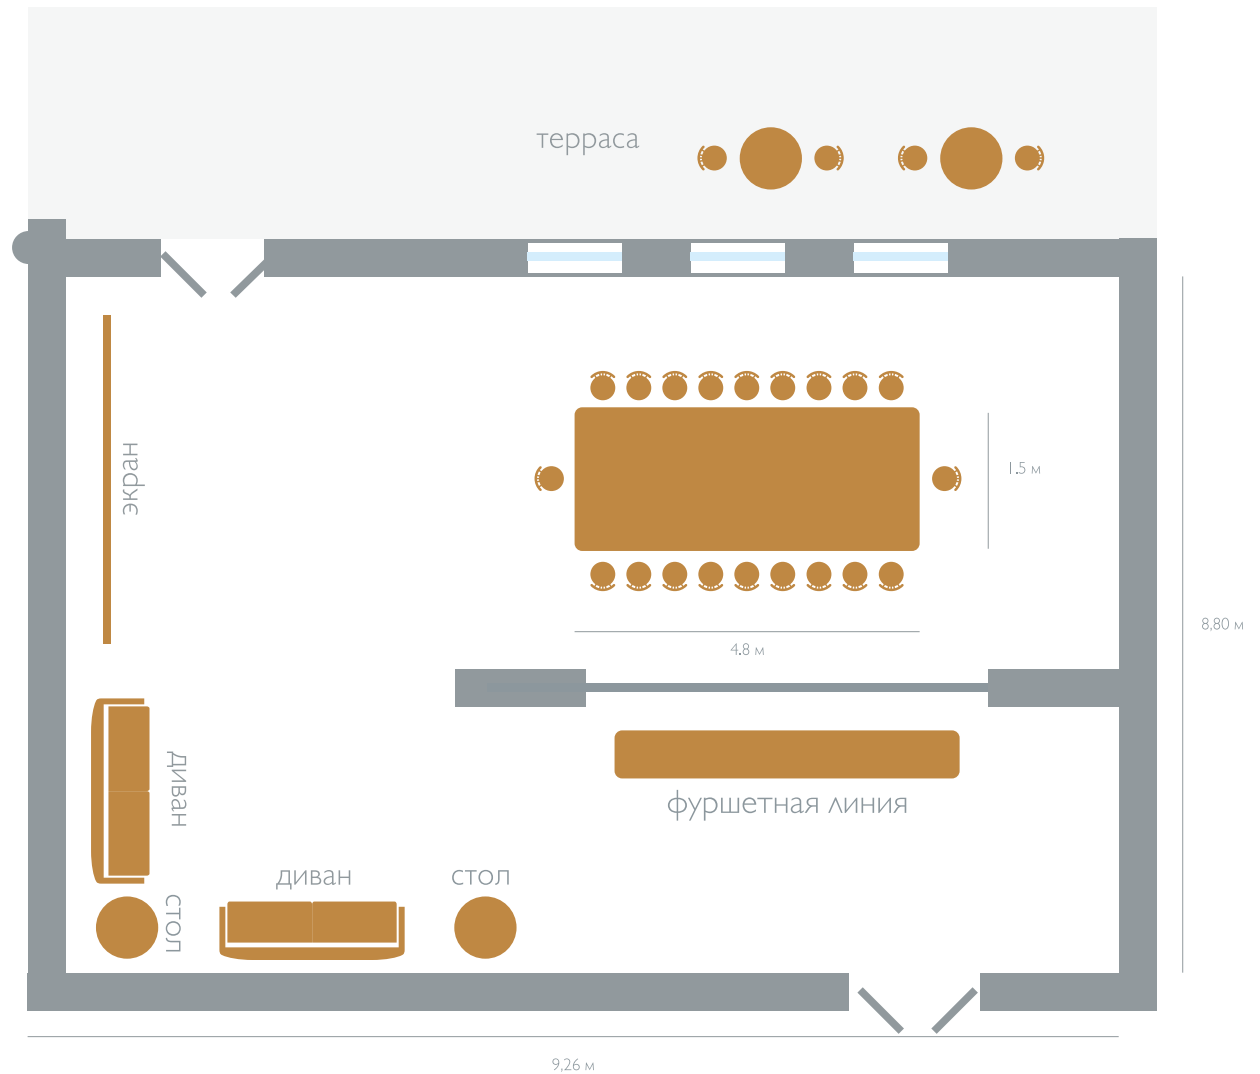 терраса
экран
1.5 м
8,80 м
4.8 м
диван
фуршетная линия
диван
стол
стол
9,26 м